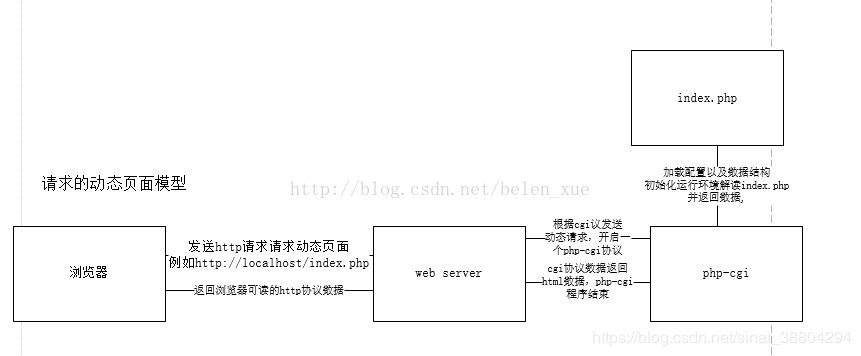 index.php
加载配置以及数据结构
初始化运行环境解读index.php
并返回数据,
请求的动态页面模型
http://blog.csdn.net/belen_xue
浏览器
发送http请求请求动态页面
例如http://localhost/index.php
返回浏览器可读的http协议数据
web server
根据cgi议发送
动态请求，开启一
个php-cgi协议
cgi协议数据返回
html数据，php-cgi
程序结束
php-cgi
https://blog.csdn.net/sinat_38804294